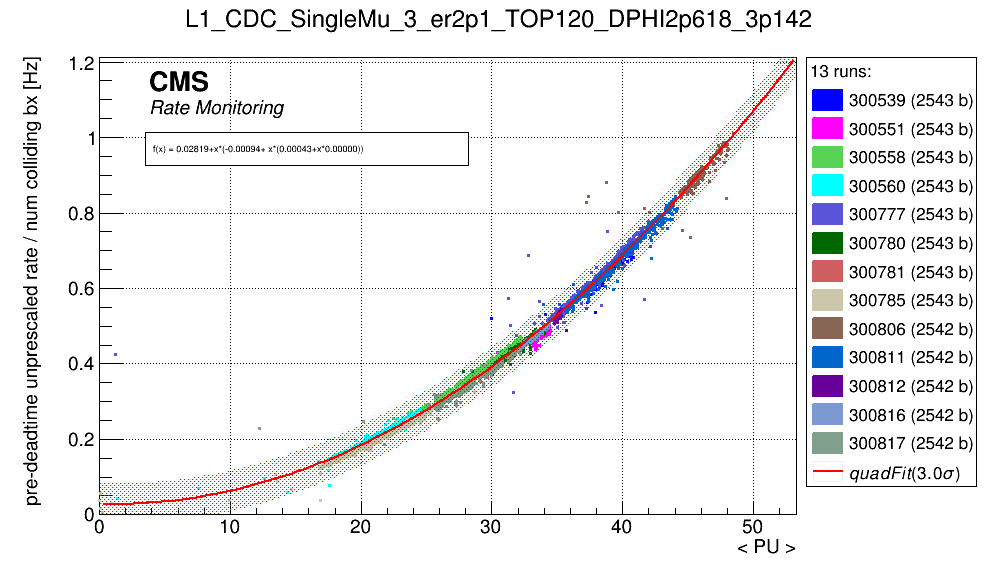 L1_CDC_SingleMu_3_er2p1_TOP120_DPHI2p618_3p142
pre-deadtime unprescaled rate / num colliding bx [Hz]
CMS
Rate Monitoring
f(x) = 0.02819+x*(-0.00094+ x*(0.00043+x*0.00000))
1.2
1
0.8
0.6
0.4
0.2
0
0 10 20 30 40 50
< PU >
13 runs:
300539 (2543 b)
300551 (2543 b)
300558 (2543 b)
300560 (2543 b)
300777 (2543 b)
300780 (2543 b)
300781 (2543 b)
300785 (2543 b)
300806 (2542 b)
300811 (2542 b)
300812 (2542 b)
300816 (2542 b)
300817 (2542 b)
quadFit(3.0σ)